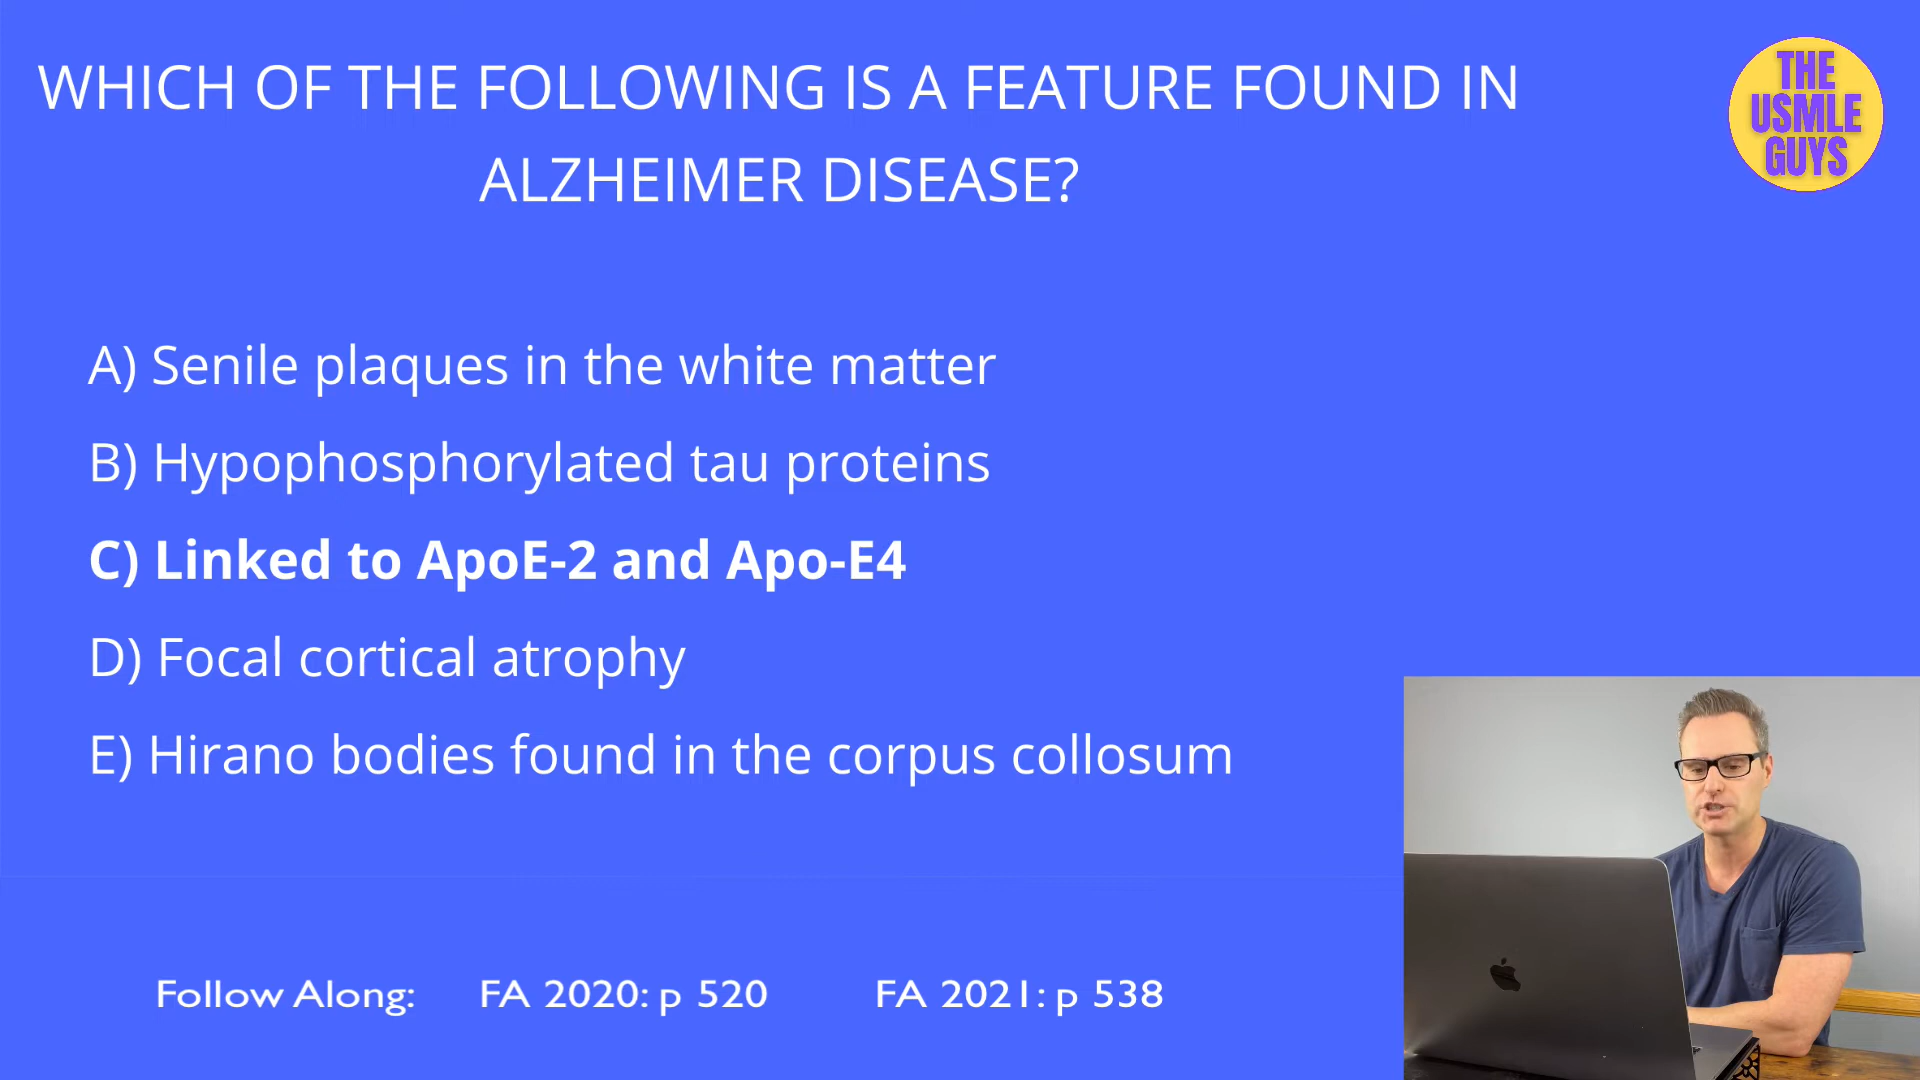 WHICH OF THE FOLLOWING IS A FEATURE FOUND IN
ALZHEIMER DISEASE?
THE
USMLE
GUYS
A) Senile plaques in the white matter
B) Hypophosphorylated tau proteins
C) Linked to ApoE-2 and Apo-E4
D) Focal cortical atrophy
E) Hirano bodies found in the corpus collosum
Follow Along: FA 2020: p 520 FA 2021: p 538